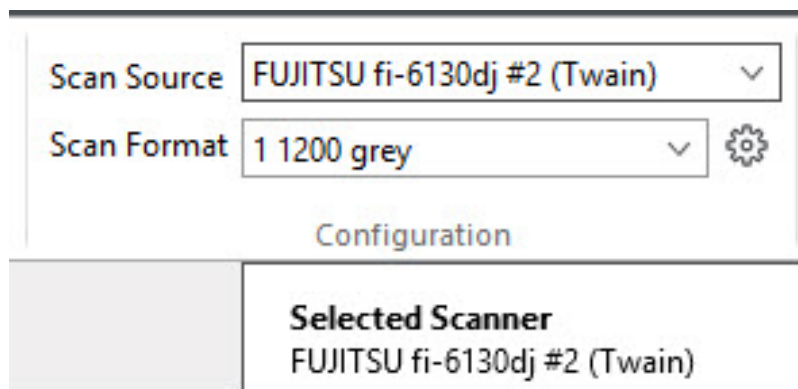 Scan Source FUJITSU fi-6130dj #2 (Twain)
Scan Format 1 1200 grey
Configuration
Selected Scanner
FUJITSU fi-6130dj #2 (Twain)